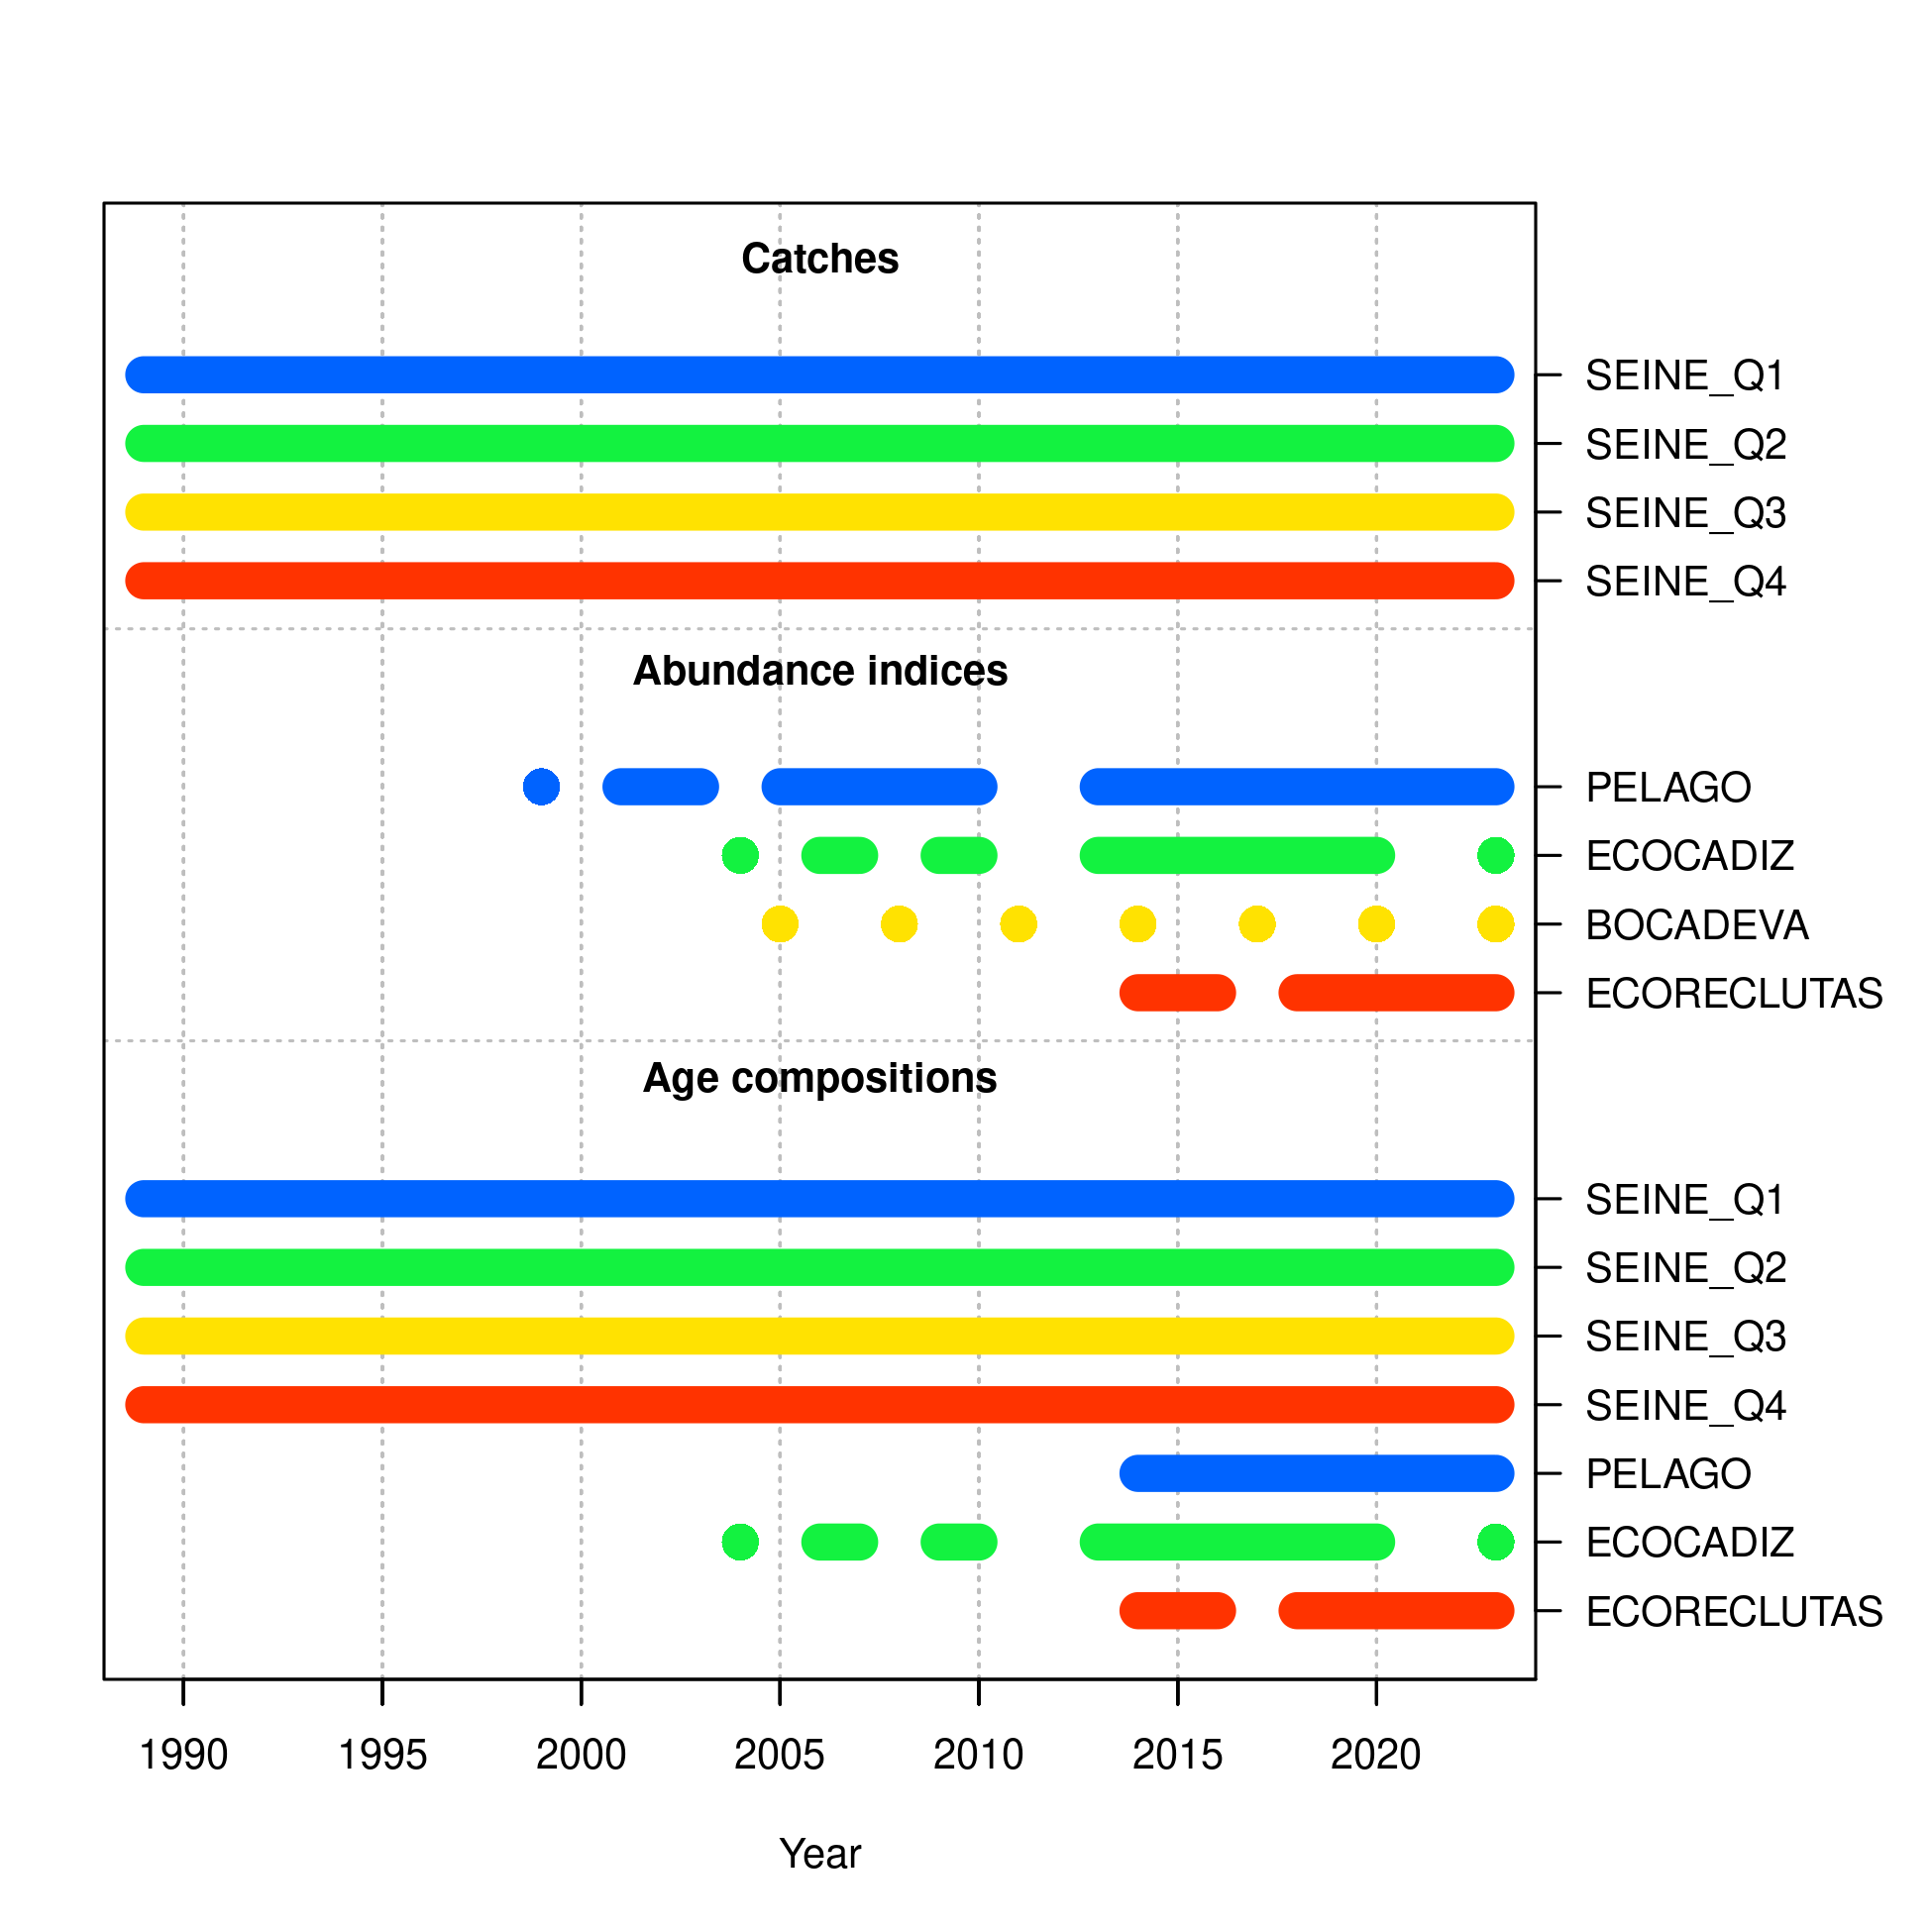 Catches
SEINE_Q1
SEINE_Q2
SEINE_Q3
SEINE_Q4
Abundance indices
PELAGO
ECOCADIZ
BOCADEVA
ECORECLUTAS
Age compositions
SEINE_Q1
SEINE_Q2
SEINE_Q3
SEINE_Q4
PELAGO
ECOCADIZ
ECORECLUTAS
1990 1995 2000 2005 2010 2015 2020
Year